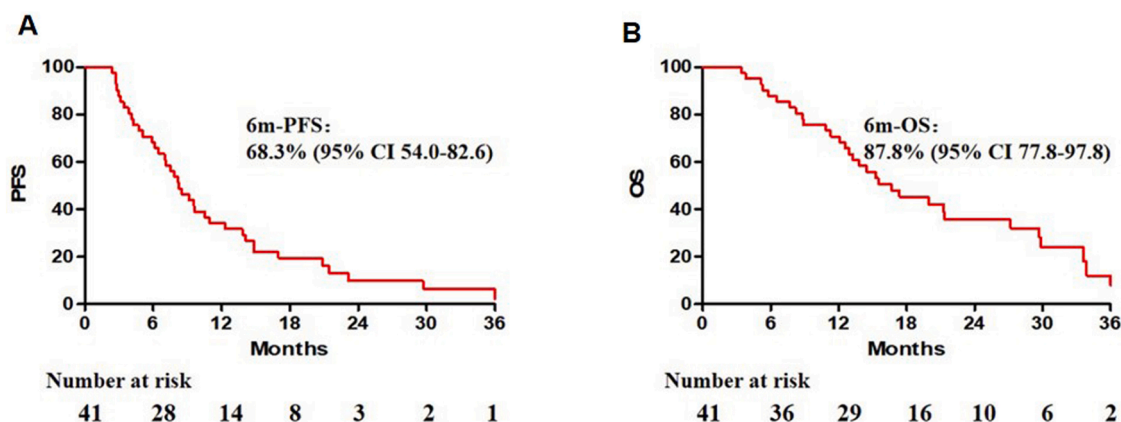 A
100
80
60
40
20
0
PFS
6m-PFS:
68.3% (95% CI 54.0-82.6)
0 6 12 18 24 30 36
Months
Number at risk
41 28 14 8 3 2 1
B
100
80
60
40
20
0
OS
6m-OS:
87.8% (95% CI 77.8-97.8)
0 6 12 18 24 30 36
Months
Number at risk
41 36 29 16 10 6 2